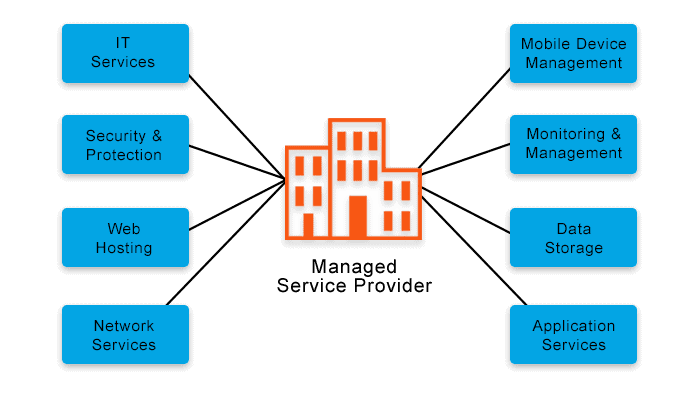 IT
Services
Security &
Protection
Web
Hosting
Network
Services
Managed
Service Provider
Mobile Device
Management
Monitoring &
Management
Data
Storage
Application
Services